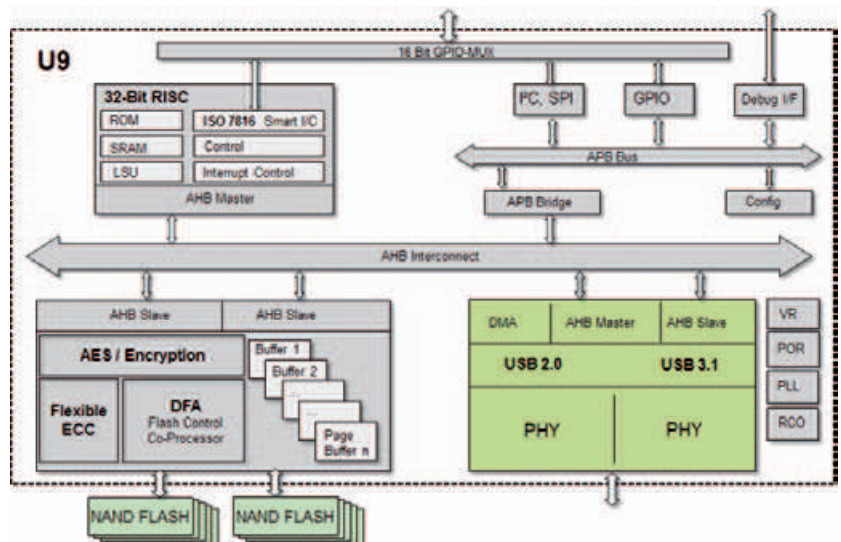 U9
16 Bit GPIO-MUX
32-Bit RISC
ROM
ISO 7816 Smart I/C
SRAM
Control
LSU
Interrupt Control
AHB Master
I²C, SPI
GPIO
Debug I/F
APB Bus
APB Bridge
Config
AHB Interconnect
AHB Slave
AHB Slave
AES / Encryption
Flexible
ECC
DFA
Flash Control
Co-Processor
Buffer 1
Buffer 2
...
...
Page
Buffer n
DMA
AHB Master
AHB Slave
USB 2.0
USB 3.1
PHY
PHY
VR
POR
PLL
RCO
NAND FLASH
NAND FLASH